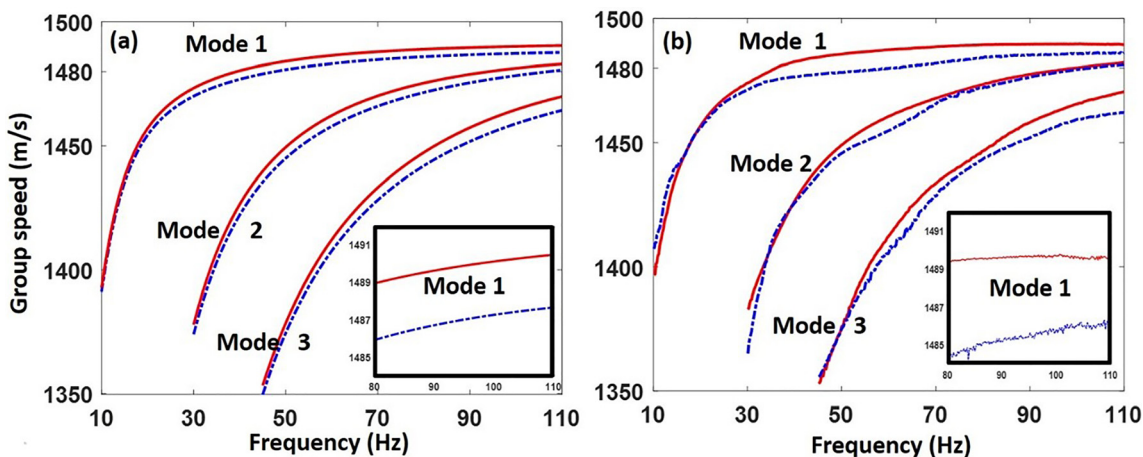 1500
(a)
Mode 1
1480
1450
Mode 2
1400
Mode 3
1350
10 30 50 70 90 110
Group speed (m/s)
Frequency (Hz)
1491
1489
Mode 1
1487
1485
80 90 100 110
1500
(b)
Mode 1
1480
1450
Mode 2
1400
Mode 3
1350
10 30 50 70 90 110
Frequency (Hz)
1491
1489
Mode 1
1487
1485
80 90 100 110